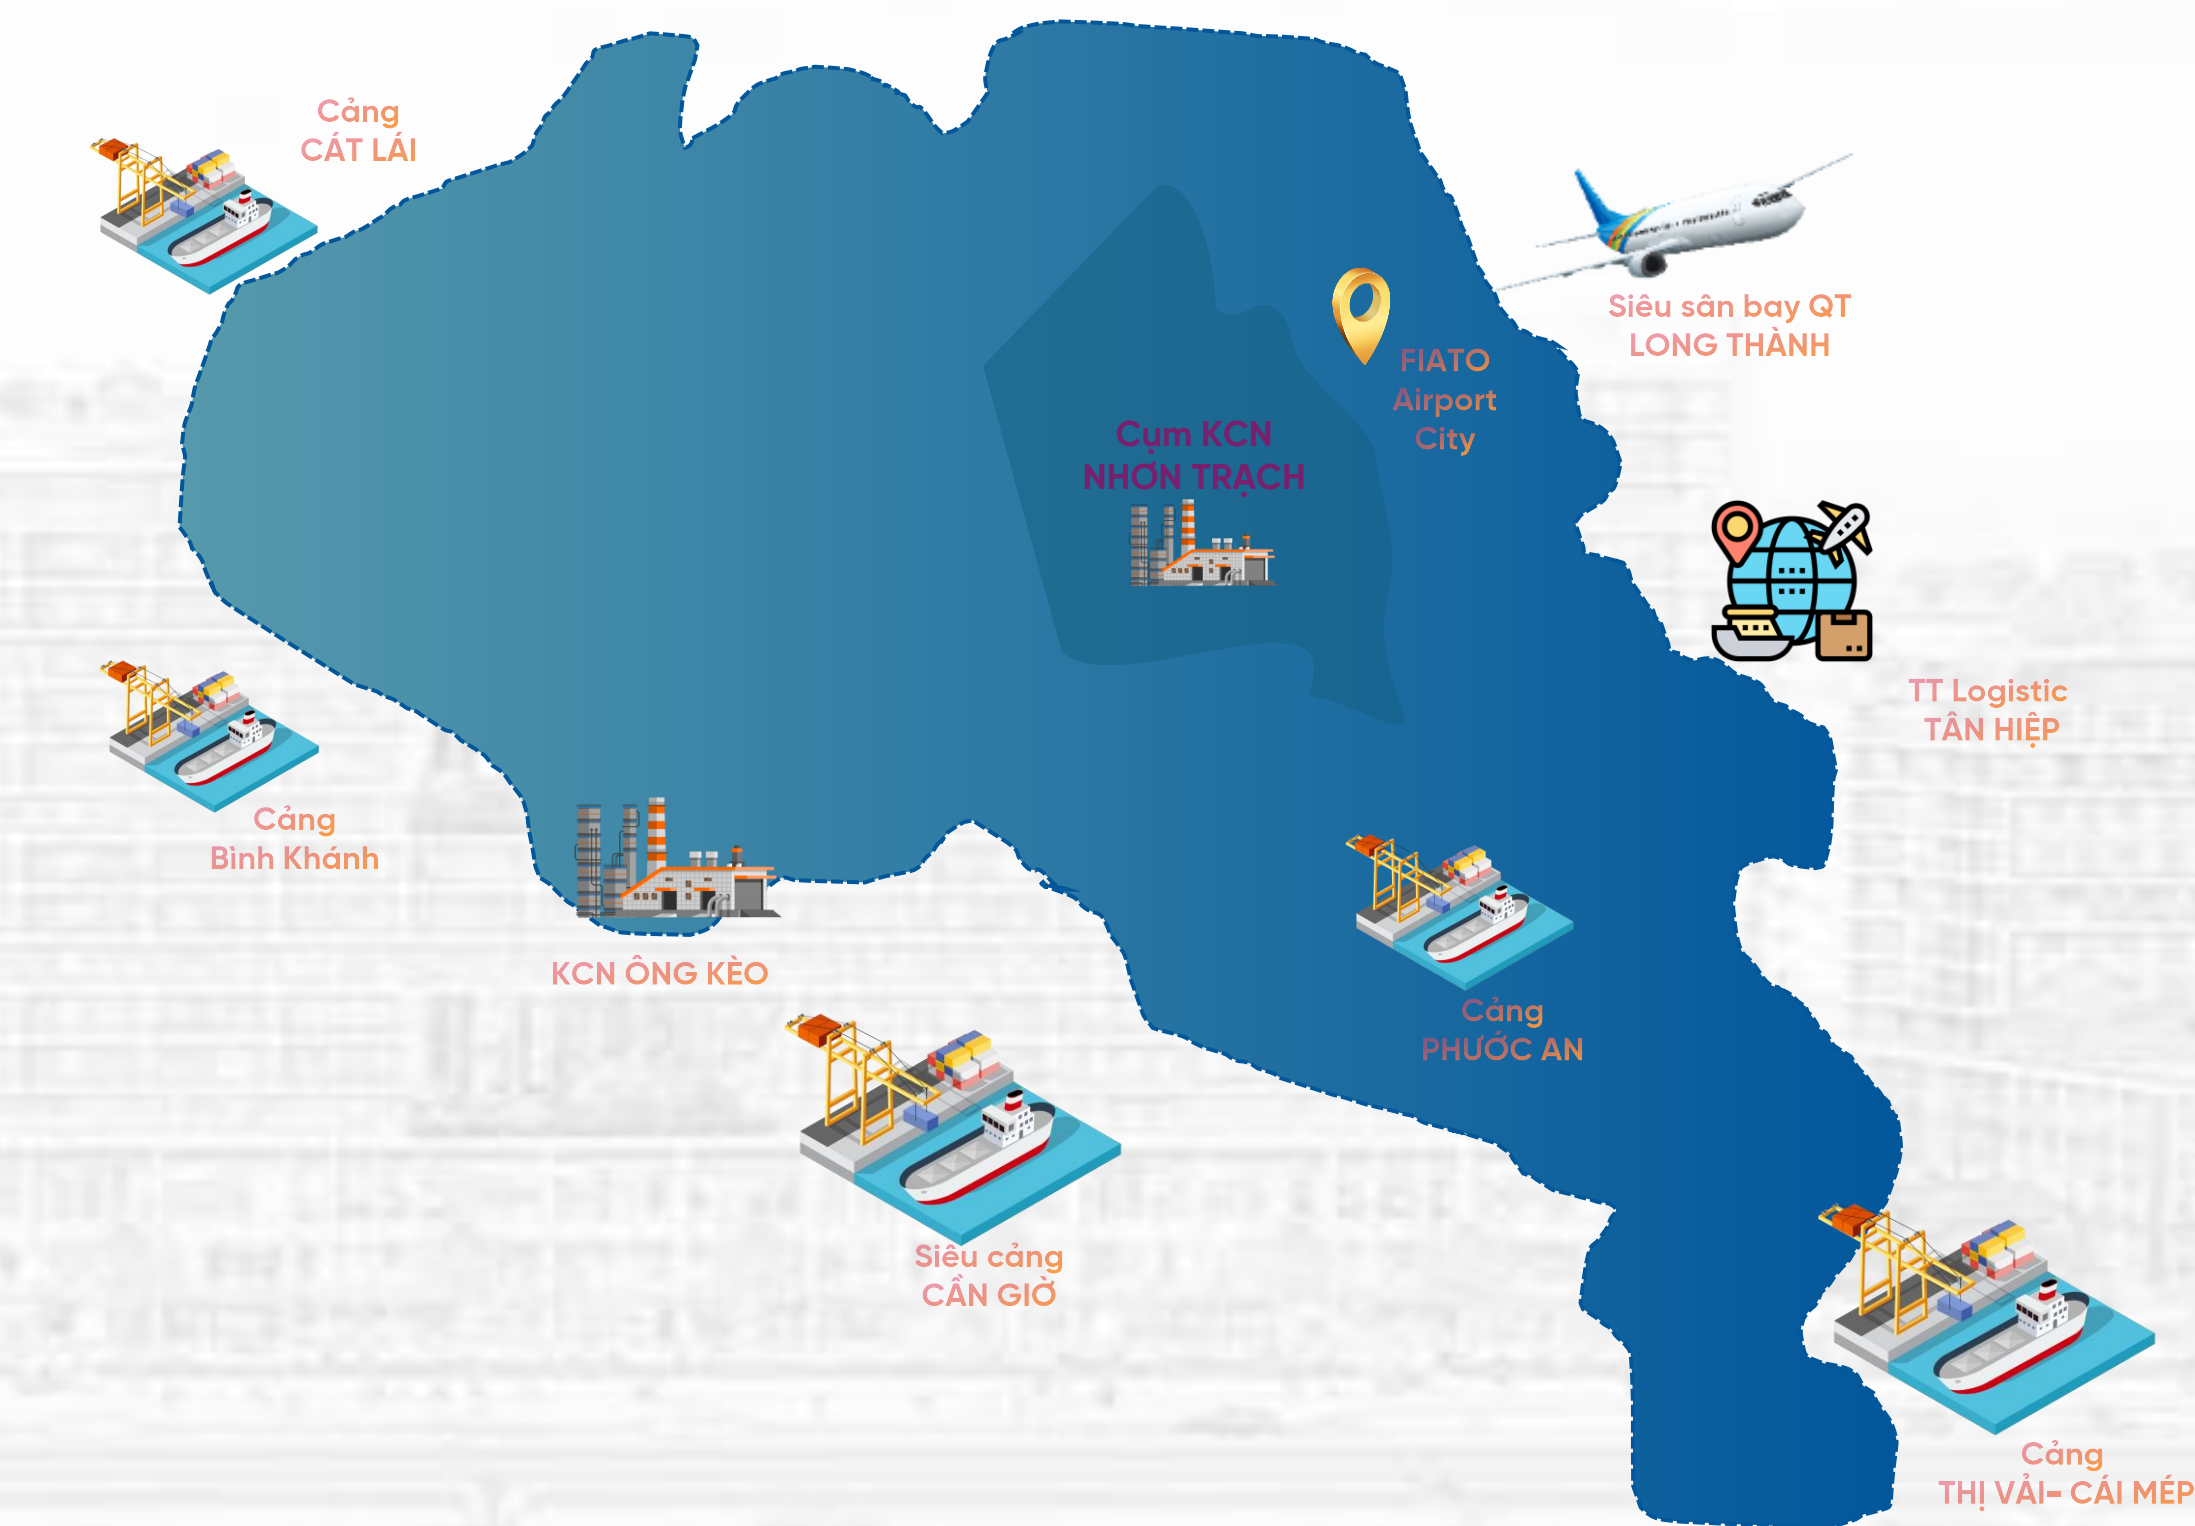 Cảng
CÁT LÁI
Siêu sân bay QT
LONG THÀNH
FIATO
Airport
City
Cụm KCN
NHƠN TRẠCH
TT Logistic
TÂN HIỆP
Cảng
Bình Khánh
KCN ÔNG KÈO
Cảng
PHƯỚC AN
Siêu cảng
CẦN GIỜ
Cảng
THỊ VẢI- CÁI MÉP